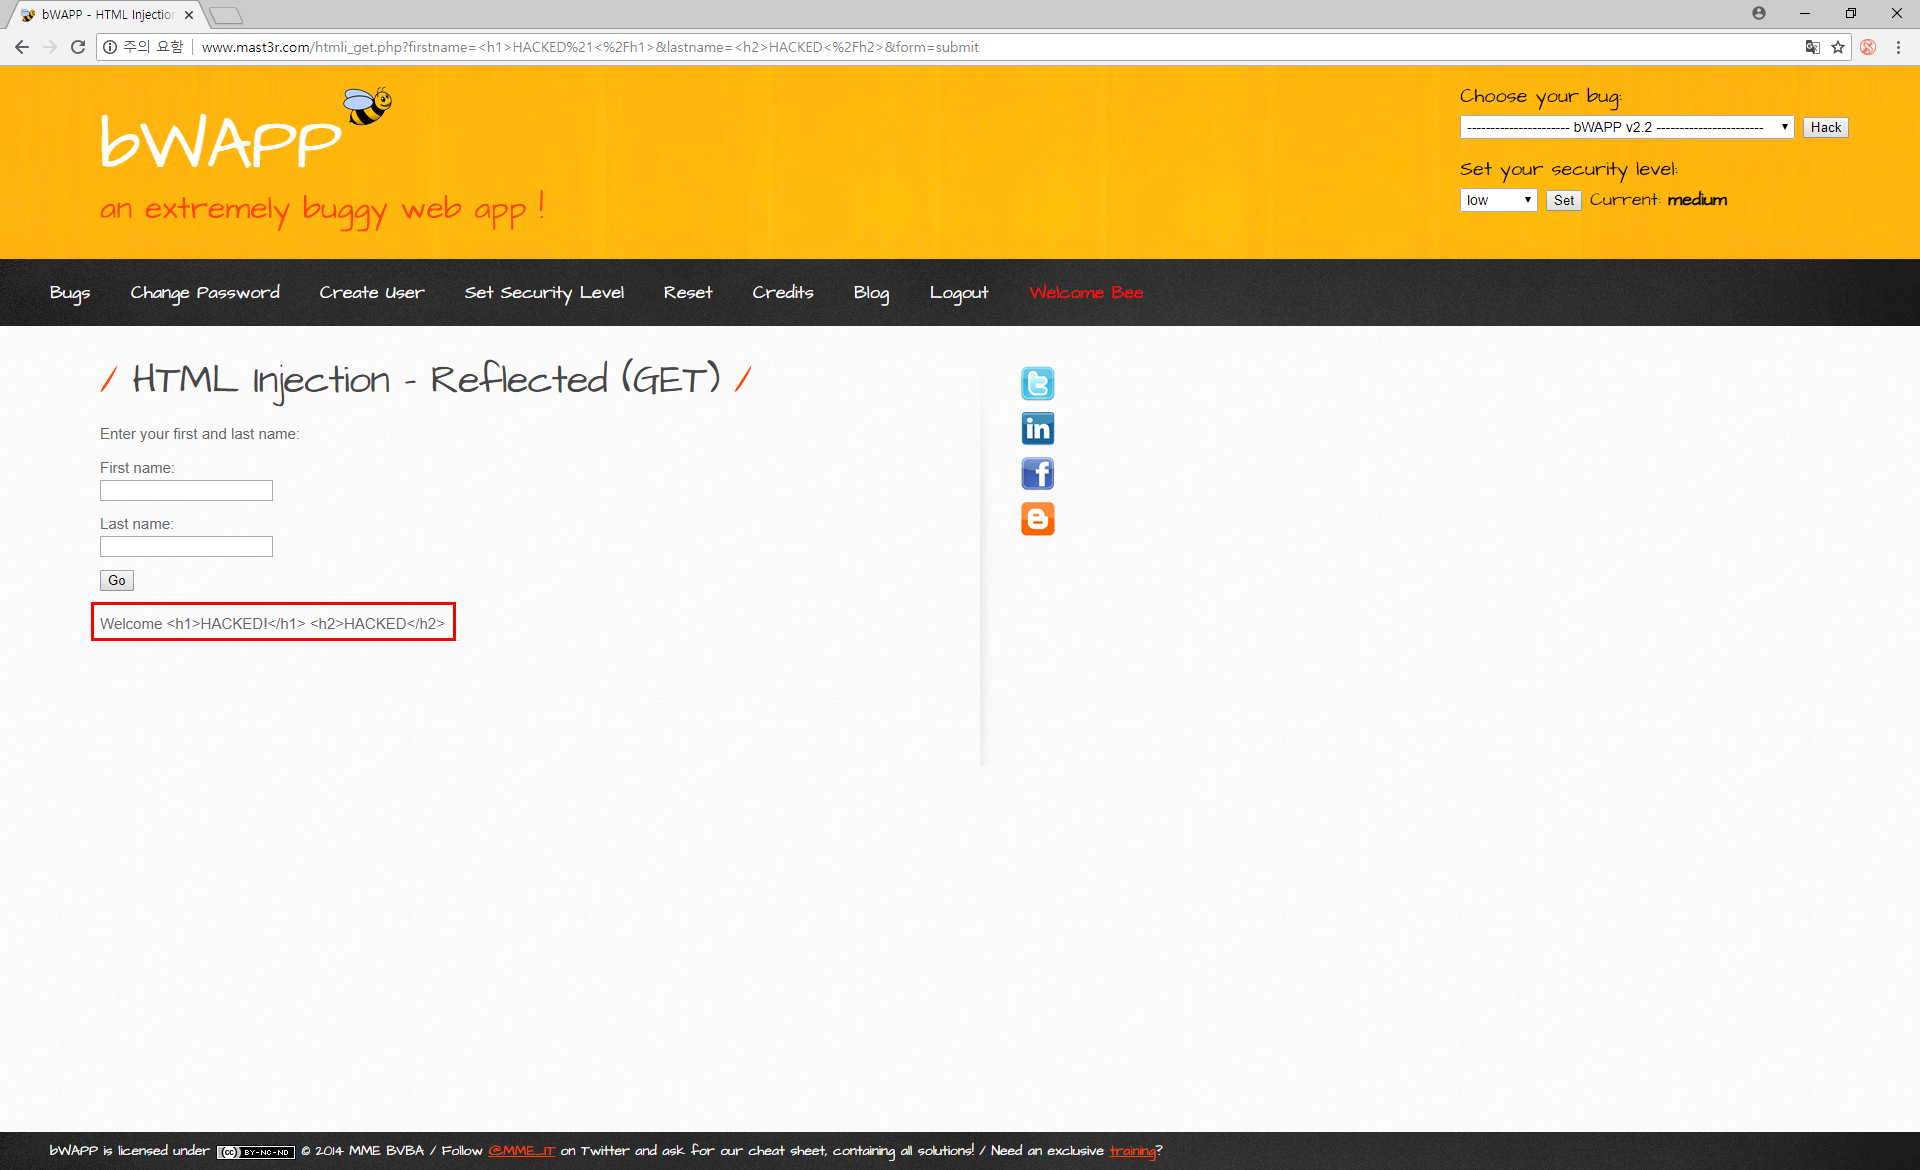 bWAPP - HTML Injection
주의 요함 www.mast3r.com/htmli_get.php?firstname=<h1>HACKED%21<%2Fh1>&lastname=<h2>HACKED<%2Fh2>&form=submit
bWAPP
an extremely buggy web app !
Choose your bug:
---------------------- bWAPP v2.2 ----------------------- Hack
Set your security level:
low Set Current: medium
Bugs Change Password Create User Set Security Level Reset Credits Blog Logout Welcome Bee
/ HTML Injection - Reflected (GET) /
Enter your first and last name:
First name:
Last name:
Go
Welcome <h1>HACKED!</h1> <h2>HACKED</h2>
bWAPP is licensed under (cc) BY-NC-ND © 2014 MME BVBA / Follow @MME_IT on Twitter and ask for our cheat sheet, containing all solutions! / Need an exclusive training?